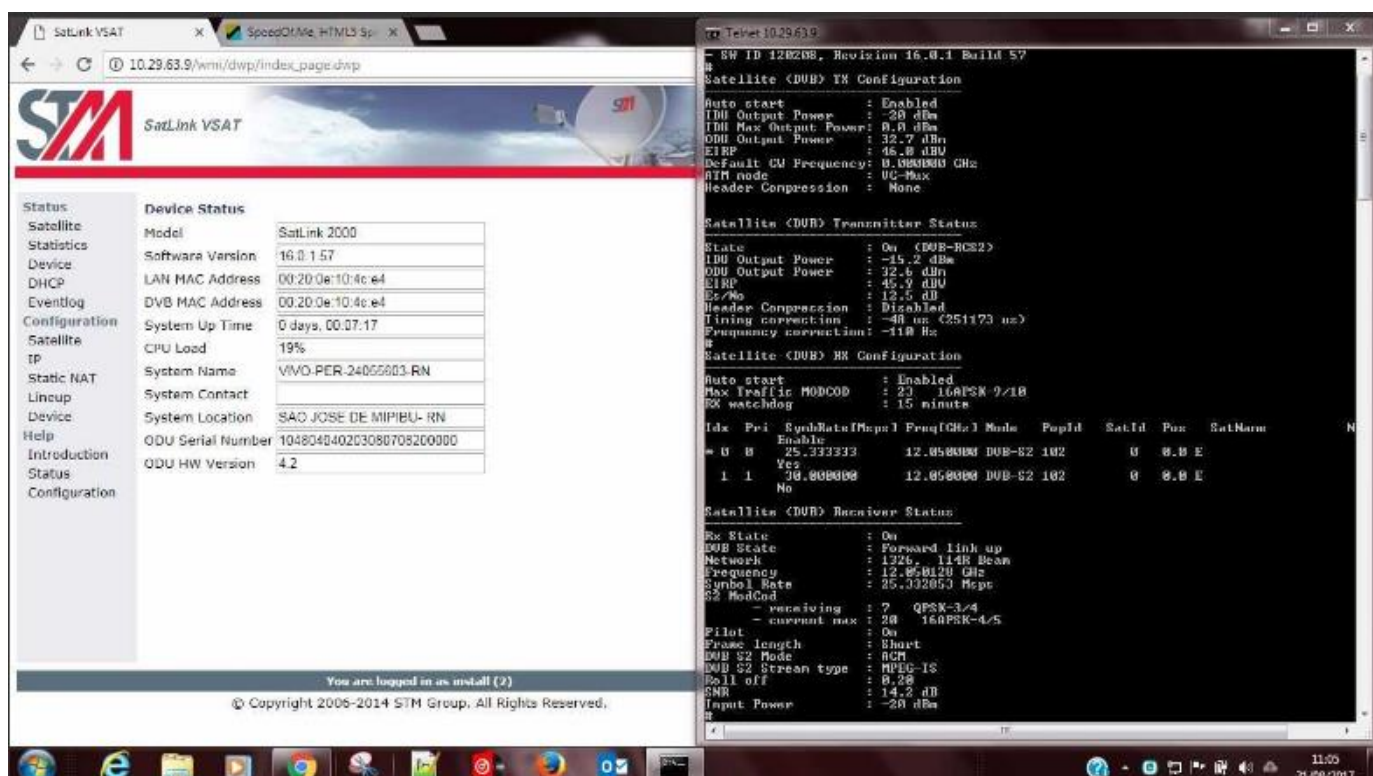 SatLink VSAT
SpeedOf.Me, HTML5 Sp
10.29.63.9/wmi/dwp/index_page.dwp
STM
SatLink VSAT
STM
Status
Satellite
Statistics
Device
DHCP
Eventlog
Configuration
Satellite
IP
Static NAT
Lineup
Device
Help
Introduction
Status
Configuration
Device Status
Model SatLink 2000
Software Version 16.0.1.57
LAN MAC Address 00:20:0e:10:4c:e4
DVB MAC Address 00:20:0e:10:4c:e4
System Up Time 0 days, 00:07:17
CPU Load 19%
System Name VIVO-PER-24055603-RN
System Contact
System Location SAO JOSE DE MIPIBU- RN
ODU Serial Number 104804040203080708200000
ODU HW Version 4.2
You are logged in as install (2)
© Copyright 2006-2014 STM Group. All Rights Reserved.
Telnet 10.29.63.9
- SW ID 120208, Revision 16.0.1 Build 57
#
Satellite (DVB) TX Configuration
Auto start : Enabled
IDU Output Power : -20 dBm
IDU Max Output Power: 0.0 dBm
ODU Output Power : 32.7 dBm
EIRP : 46.0 dBW
Default CW Frequency: 0.000000 GHz
ATM mode : VC-Mux
Header Compression : None
Satellite (DVB) Transmitter Status
State : On (DVB-RCS2)
IDU Output Power : -15.2 dBm
ODU Output Power : 32.6 dBm
EIRP : 45.9 dBW
Es/No : 12.5 dB
Header Compression : Disabled
Timing correction : -48 us (251173 us)
Frequency correction: -110 Hz
#
Satellite (DVB) RX Configuration
Auto start : Enabled
Max Traffic MODCOD : 23 16APSK-9/10
RX watchdog : 15 minute
Idx Pri SymbRate[Msps] Freq[GHz] Mode PopId SatId Pos SatName N
Enable
* 0 0 25.333333 12.050000 DVB-S2 102 0 0.0 E
Yes
1 1 30.000000 12.050000 DVB-S2 102 0 0.0 E
No
Satellite (DVB) Receiver Status
Rx State : On
DVB State : Forward link up
Network : 1326, 114R Beam
Frequency : 12.050128 GHz
Symbol Rate : 25.332053 Msps
S2 ModCod
- receiving : 7 QPSK-3/4
- current max : 20 16APSK-4/5
Pilot : On
Frame length : Short
DVB S2 Mode : ACM
DVB S2 Stream type : MPEG-TS
Roll off : 0.20
SNR : 14.2 dB
Input Power : -20 dBm
#
11:05